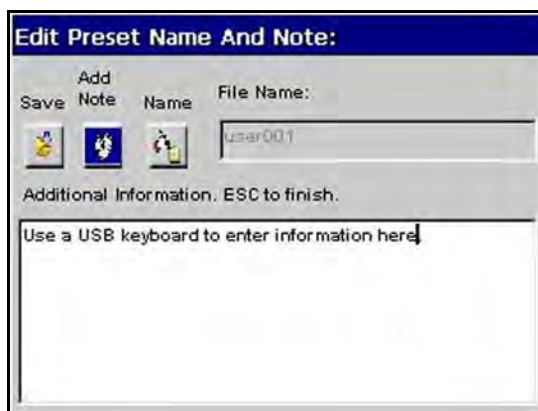 Edit Preset Name And Note:
Add
Save Note Name File Name:
user001
Additional Information. ESC to finish.
Use a USB keyboard to enter information here